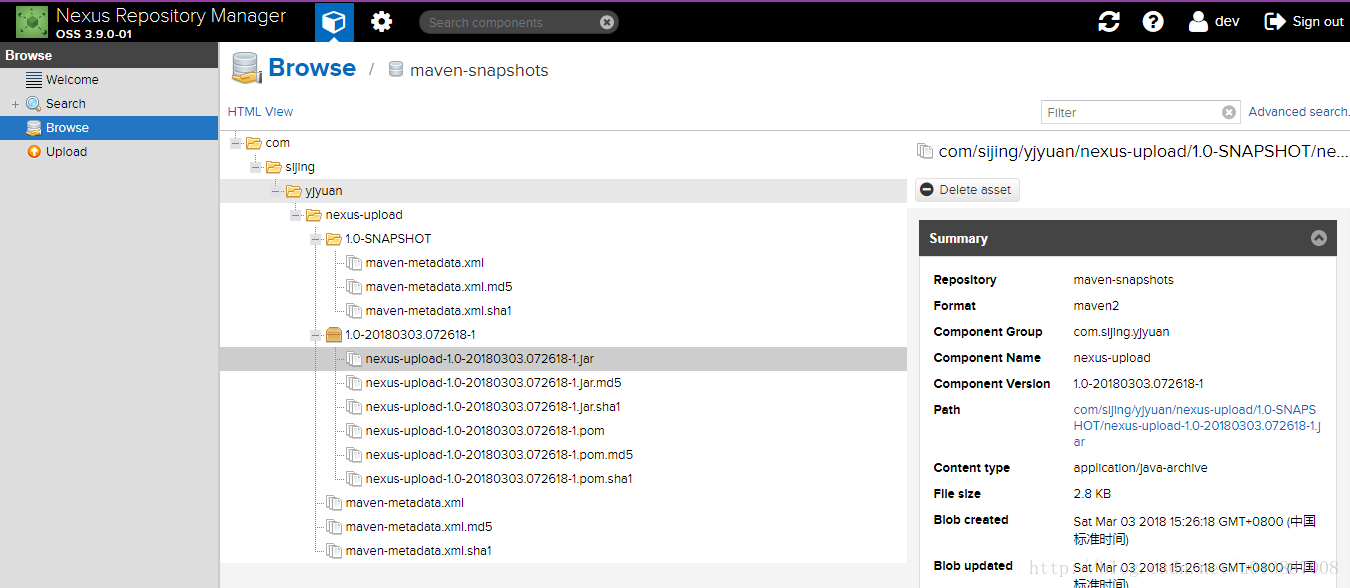 Nexus Repository Manager
OSS 3.9.0-01
Search components
dev
Sign out
Browse
Welcome
Search
Browse
Upload
Browse / maven-snapshots
HTML View
Filter
Advanced search.
com
sijing
yjyuan
nexus-upload
1.0-SNAPSHOT
maven-metadata.xml
maven-metadata.xml.md5
maven-metadata.xml.sha1
1.0-20180303.072618-1
nexus-upload-1.0-20180303.072618-1.jar
nexus-upload-1.0-20180303.072618-1.jar.md5
nexus-upload-1.0-20180303.072618-1.jar.sha1
nexus-upload-1.0-20180303.072618-1.pom
nexus-upload-1.0-20180303.072618-1.pom.md5
nexus-upload-1.0-20180303.072618-1.pom.sha1
maven-metadata.xml
maven-metadata.xml.md5
maven-metadata.xml.sha1
com/sijing/yjyuan/nexus-upload/1.0-SNAPSHOT/ne...
Delete asset
Summary
Repository maven-snapshots
Format maven2
Component Group com.sijing.yjyuan
Component Name nexus-upload
Component Version 1.0-20180303.072618-1
Path com/sijing/yjyuan/nexus-upload/1.0-SNAPS
HOT/nexus-upload-1.0-20180303.072618-1.j
ar
Content type application/java-archive
File size 2.8 KB
Blob created Sat Mar 03 2018 15:26:18 GMT+0800 (中国
标准时间)
Blob updated Sat Mar 03 2018 15:26:18 GMT+0800 (中国
标准时间)